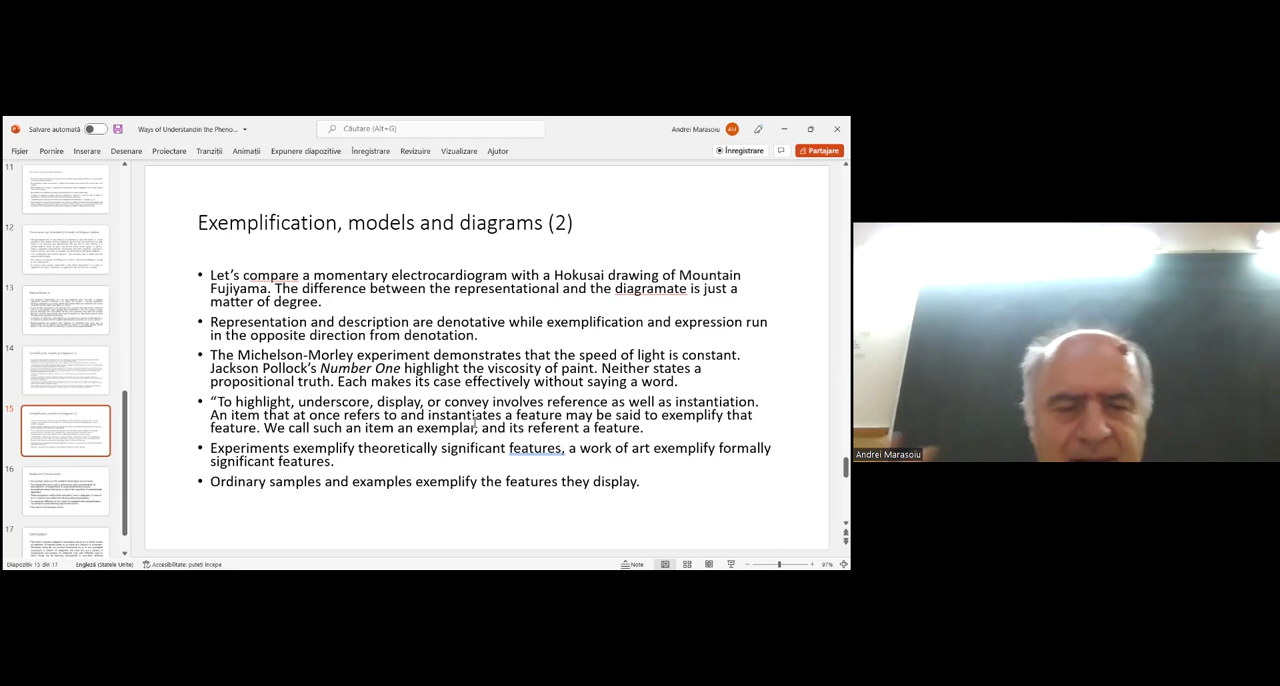 Salvare automată
Ways of Understandin the Pheno...
Căutare (Alt+G)
Andrei Marasoiu
AM
Fișier Pornire Inserare Desenare Proiectare Tranziții Animații Expunere diapozitive Înregistrare Revizuire Vizualizare Ajutor
Înregistrare
Partajare
11
12
13
14
15
16
17
Exemplification, models and diagrams (2)
• Let's compare a momentary electrocardiogram with a Hokusai drawing of Mountain
Fujiyama. The difference between the representational and the diagramate is just a
matter of degree.
• Representation and description are denotative while exemplification and expression run
in the opposite direction from denotation.
• The Michelson-Morley experiment demonstrates that the speed of light is constant.
Jackson Pollock's Number One highlight the viscosity of paint. Neither states a
propositional truth. Each makes its case effectively without saying a word.
• "To highlight, underscore, display, or convey involves reference as well as instantiation.
An item that at once refers to and instantiates a feature may be said to exemplify that
feature. We call such an item an exemplar, and its referent a feature.
• Experiments exemplify theoretically significant features, a work of art exemplify formally
significant features.
• Ordinary samples and examples exemplify the features they display.
Diapozitiv 15 din 17
Engleză (Statele Unite)
Accesibilitate: puteți începe
Note
97%
Andrei Marasoiu